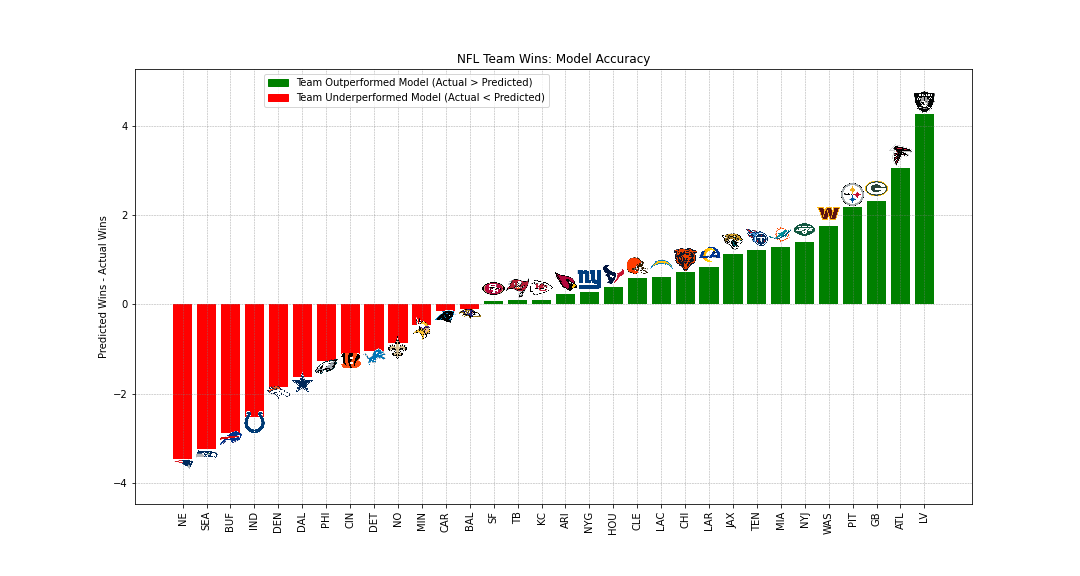 NFL Team Wins: Model Accuracy
Team Outperformed Model (Actual > Predicted)
Team Underperformed Model (Actual < Predicted)
Predicted Wins - Actual Wins
4
2
0
−2
−4
ny
W
NE
SEA
BUF
IND
DEN
DAL
PHI
CIN
DET
NO
MIN
CAR
BAL
SF
TB
KC
ARI
NYG
HOU
CLE
LAC
CHI
LAR
JAX
TEN
MIA
NYJ
WAS
PIT
GB
ATL
LV